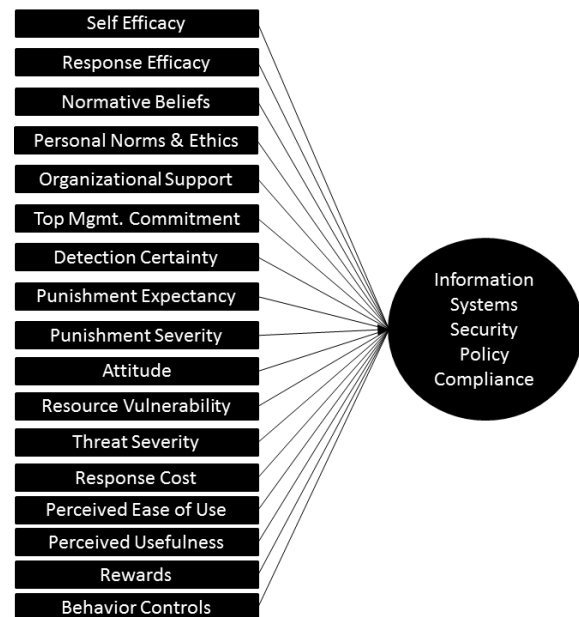 Self Efficacy
Response Efficacy
Normative Beliefs
Personal Norms & Ethics
Organizational Support
Top Mgmt. Commitment
Detection Certainty
Punishment Expectancy
Punishment Severity
Attitude
Resource Vulnerability
Threat Severity
Response Cost
Perceived Ease of Use
Perceived Usefulness
Rewards
Behavior Controls
Information
Systems
Security
Policy
Compliance